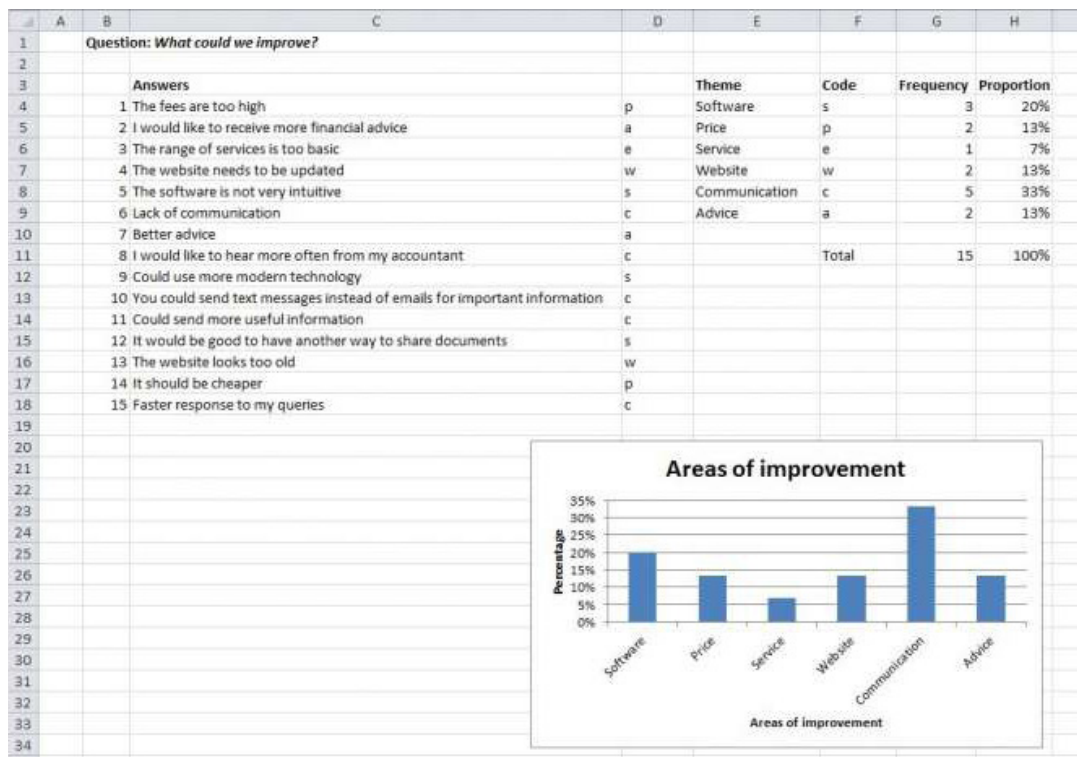 A B C D E F G H
1 Question: What could we improve?
2
3 Answers Theme Code Frequency Proportion
4 1 The fees are too high p Software s 3 20%
5 2 I would like to receive more financial advice a Price p 2 13%
6 3 The range of services is too basic e Service e 1 7%
7 4 The website needs to be updated w Website w 2 13%
8 5 The software is not very intuitive s Communication c 5 33%
9 6 Lack of communication c Advice a 2 13%
10 7 Better advice a
11 8 I would like to hear more often from my accountant c Total 15 100%
12 9 Could use more modern technology s
13 10 You could send text messages instead of emails for important information c
14 11 Could send more useful information c
15 12 It would be good to have another way to share documents s
16 13 The website looks too old w
17 14 It should be cheaper p
18 15 Faster response to my queries c
19
20
21
22
23
24
25
26
27
28
29
30
31
32
33
34
Areas of improvement
Percentage
35%
30%
25%
20%
15%
10%
5%
0%
Software Price Service Website Communication Advice
Areas of improvement